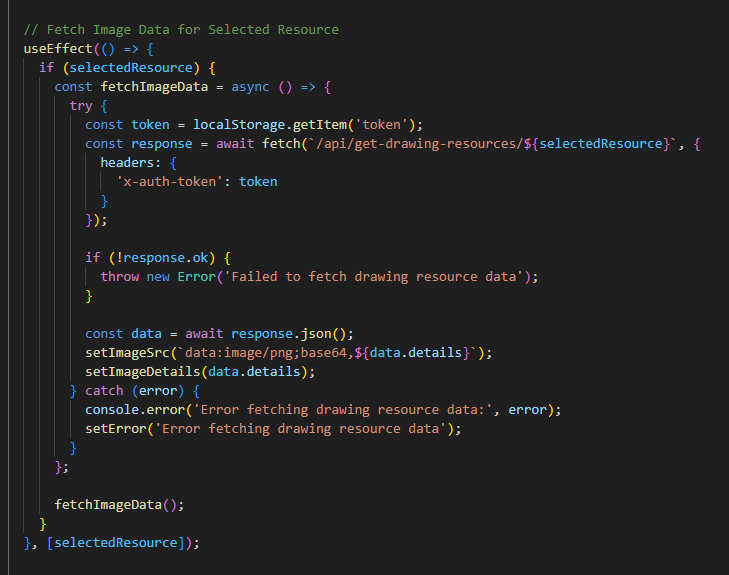 // Fetch Image Data for Selected Resource
useEffect(() => {
  if (selectedResource) {
    const fetchImageData = async () => {
      try {
        const token = localStorage.getItem('token');
        const response = await fetch(`/api/get-drawing-resources/${selectedResource}`, {
          headers: {
            'x-auth-token': token
          }
        });

        if (!response.ok) {
          throw new Error('Failed to fetch drawing resource data');
        }

        const data = await response.json();
        setImageSrc(`data:image/png;base64,${data.details}`);
        setImageDetails(data.details);
      } catch (error) {
        console.error('Error fetching drawing resource data:', error);
        setError('Error fetching drawing resource data');
      }
    };

    fetchImageData();
  }
}, [selectedResource]);